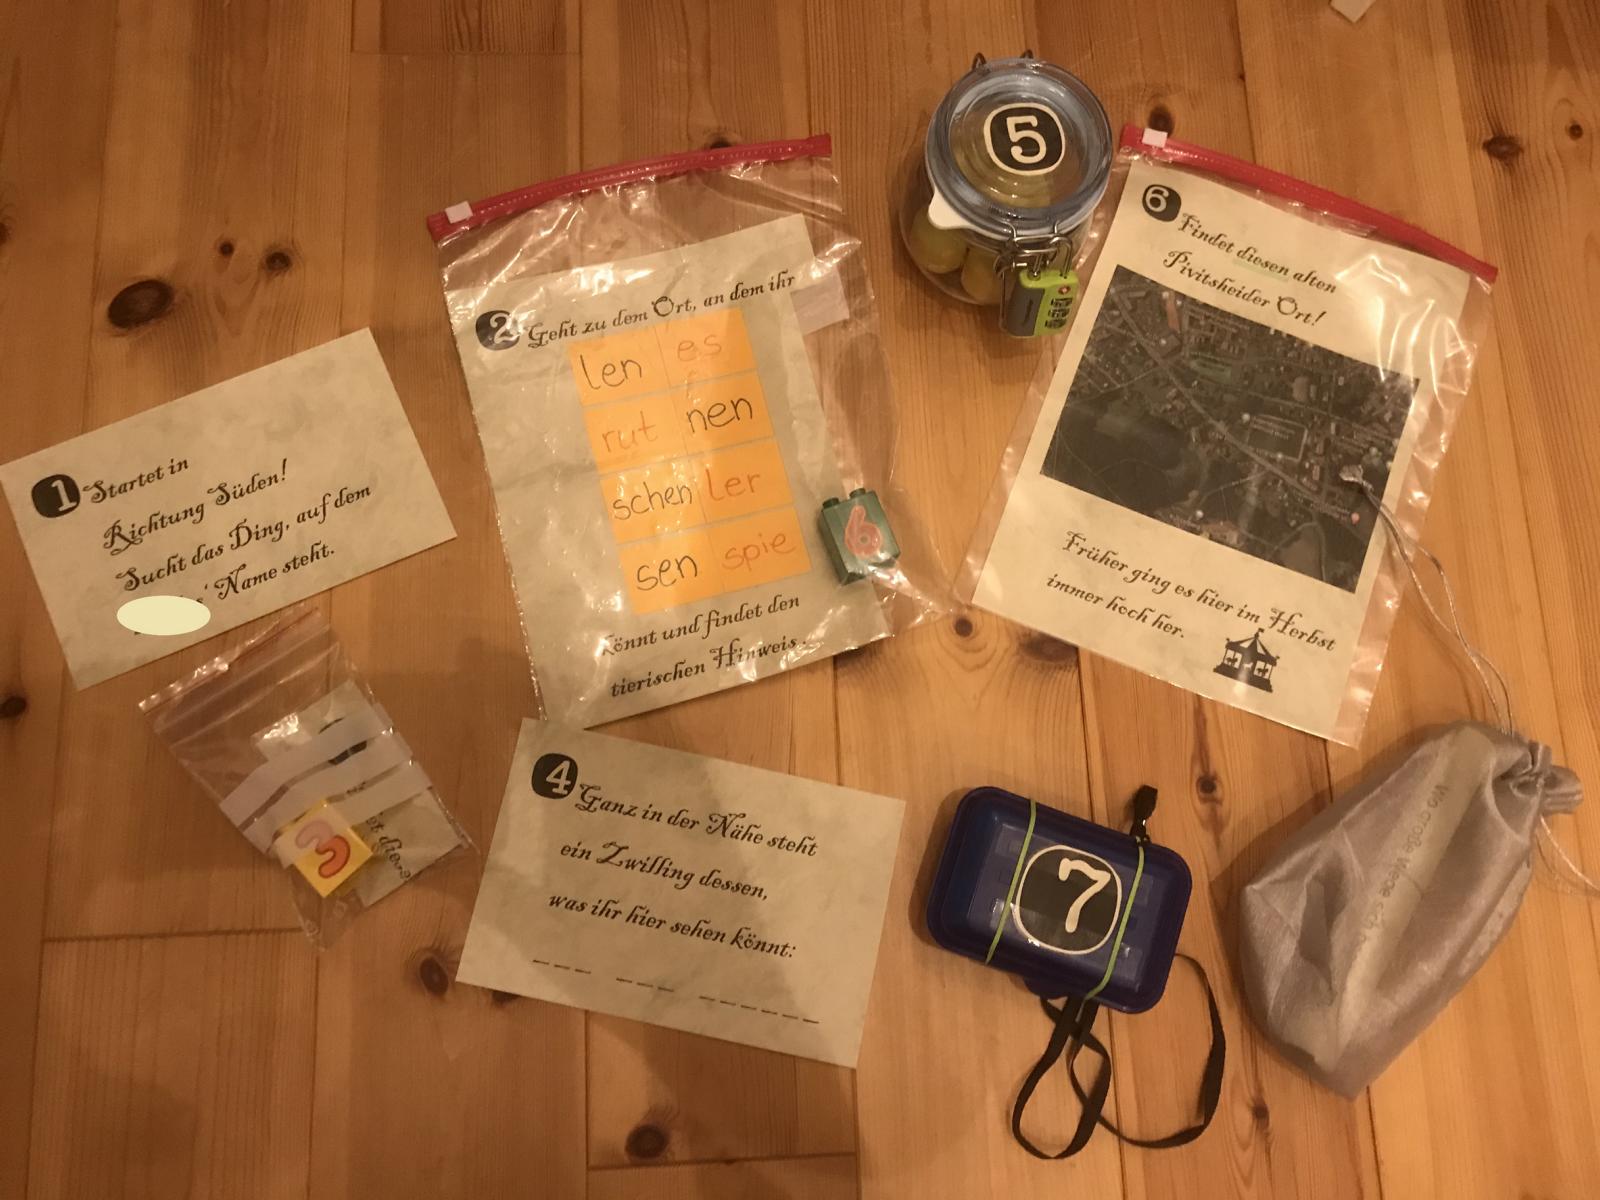 1 Startet in
Richtung Süden!
Sucht das Ding, auf dem
s' Name steht.
2 Geht zu dem Ort, an dem ihr
len es
rut nen
schen ler
sen spie
könnt und findet den
tierischen Hinweis.
6
3
4 Ganz in der Nähe steht
ein Zwilling dessen,
was ihr hier sehen könnt:
_ _ _ _ _ _ _ _ _ _ _ _
5
6 Findet diesen alten
Pivitsheider Ort!
Früher ging es hier im Herbst
immer hoch her.
7